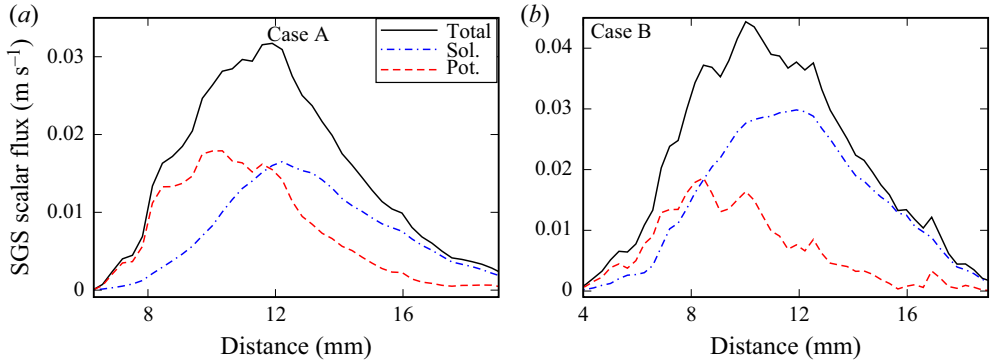 (a)
Case A
Total
Sol.
Pot.
SGS scalar flux (m s⁻¹)
0.03
0.02
0.01
0
8
12
16
Distance (mm)
(b)
Case B
0.04
0.03
0.02
0.01
0
4
8
12
16
Distance (mm)